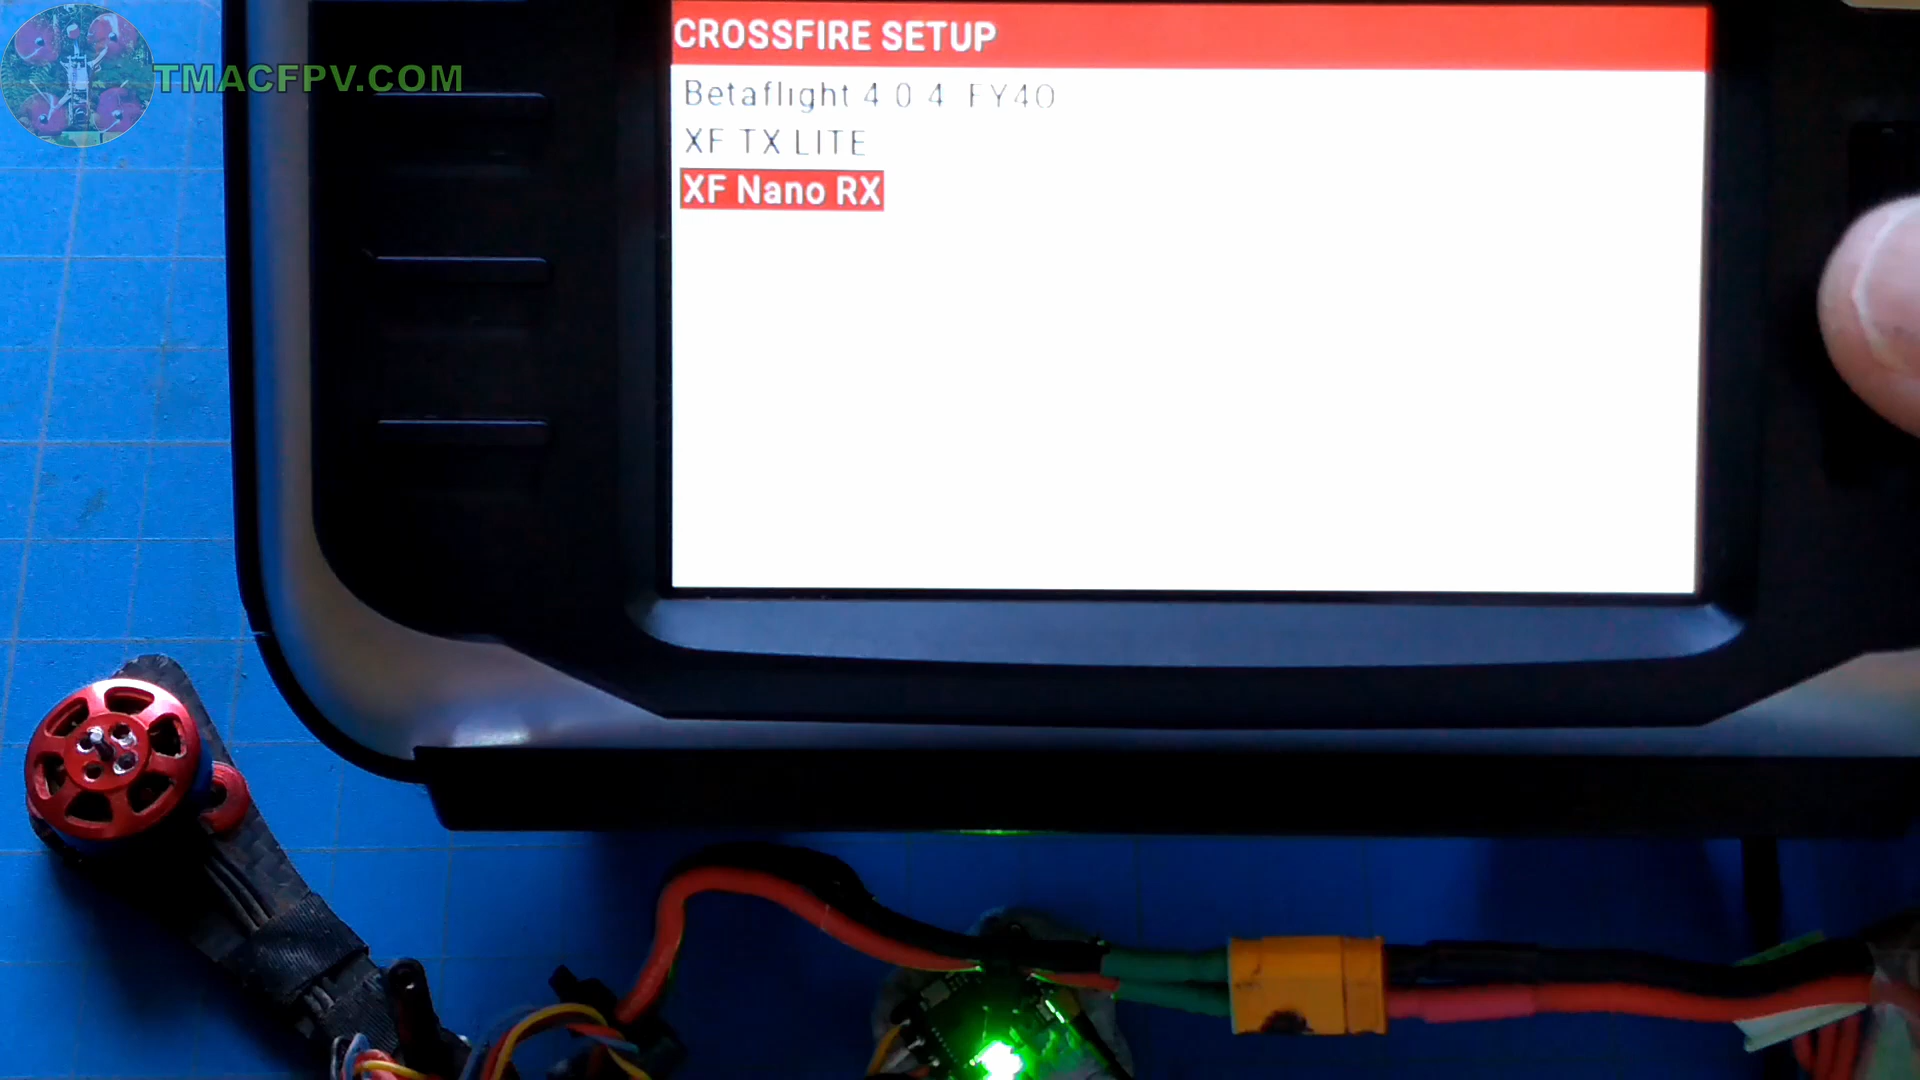 TMACFPV.COM
CROSSFIRE SETUP
Betaflight 4 0 4 FY40
XF TX LITE
XF Nano RX